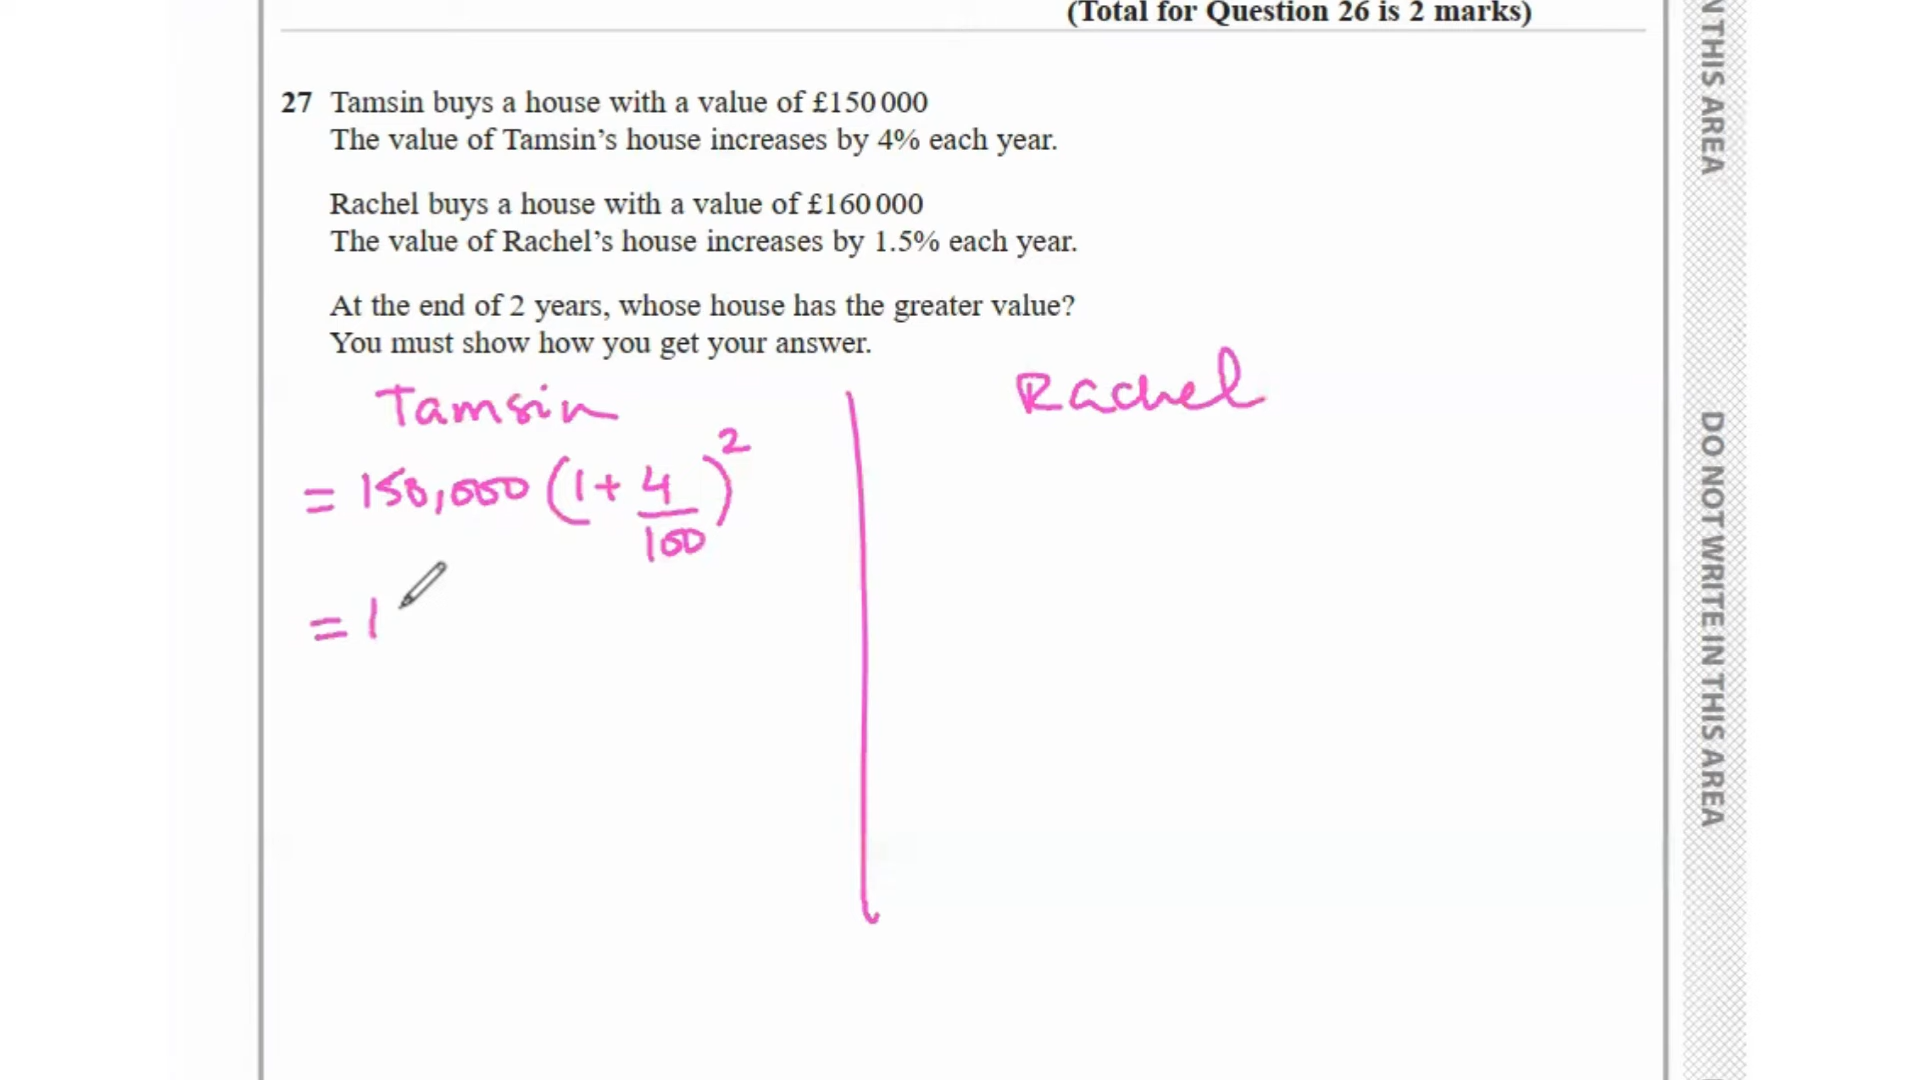 (Total for Question 26 is 2 marks)
27 Tamsin buys a house with a value of £150 000
The value of Tamsin’s house increases by 4% each year.
Rachel buys a house with a value of £160 000
The value of Rachel’s house increases by 1.5% each year.
At the end of 2 years, whose house has the greater value?
You must show how you get your answer.
Tamsin
= 150,000 (1 + 4/100)²
= 1
Rachel
N THIS AREA
DO NOT WRITE IN THIS AREA